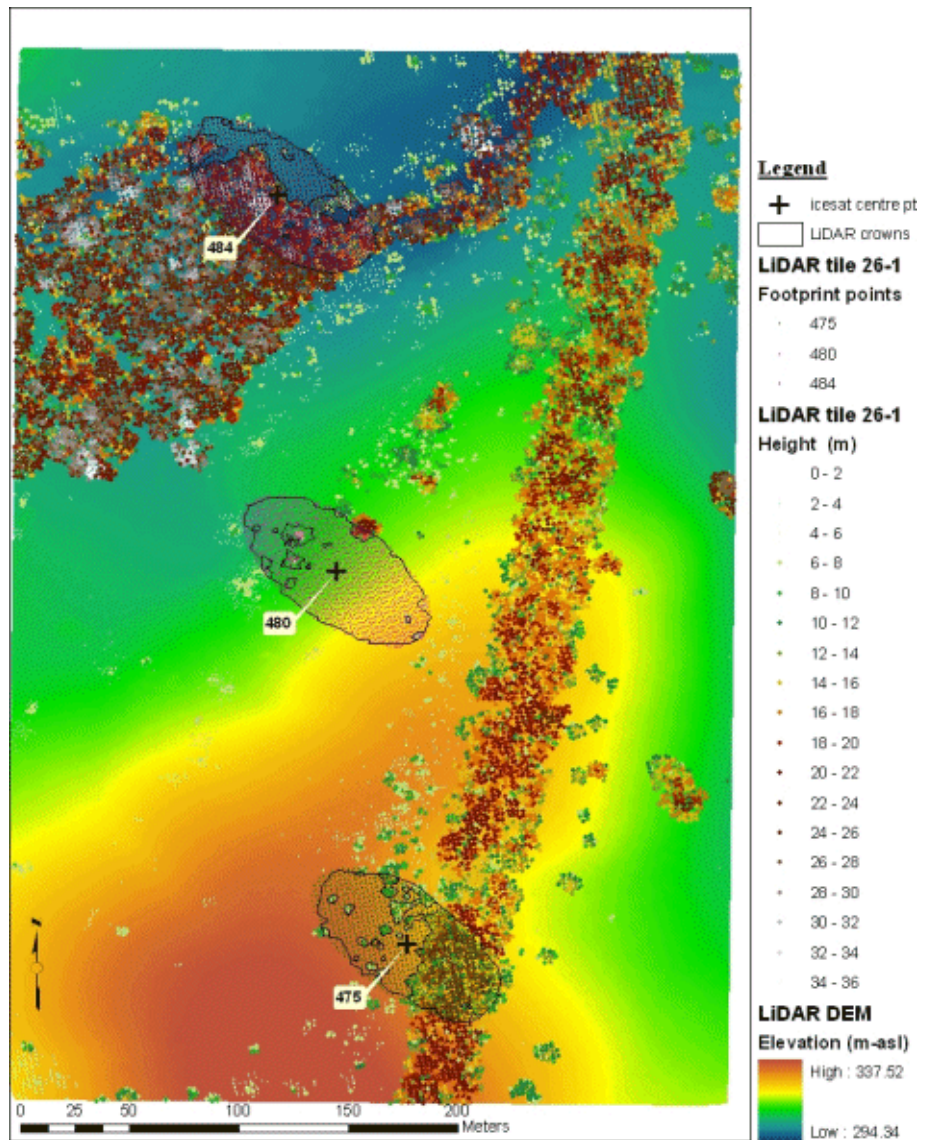 484
480
475
0 25 50 100 150 200
Meters
Legend
icesat centre pt
LiDAR crowns
LiDAR tile 26-1
Footprint points
475
480
484
LiDAR tile 26-1
Height (m)
0 - 2
2 - 4
4 - 6
6 - 8
8 - 10
10 - 12
12 - 14
14 - 16
16 - 18
18 - 20
20 - 22
22 - 24
24 - 26
26 - 28
28 - 30
30 - 32
32 - 34
34 - 36
LiDAR DEM
Elevation (m-asl)
High : 337.52
Low : 294.34